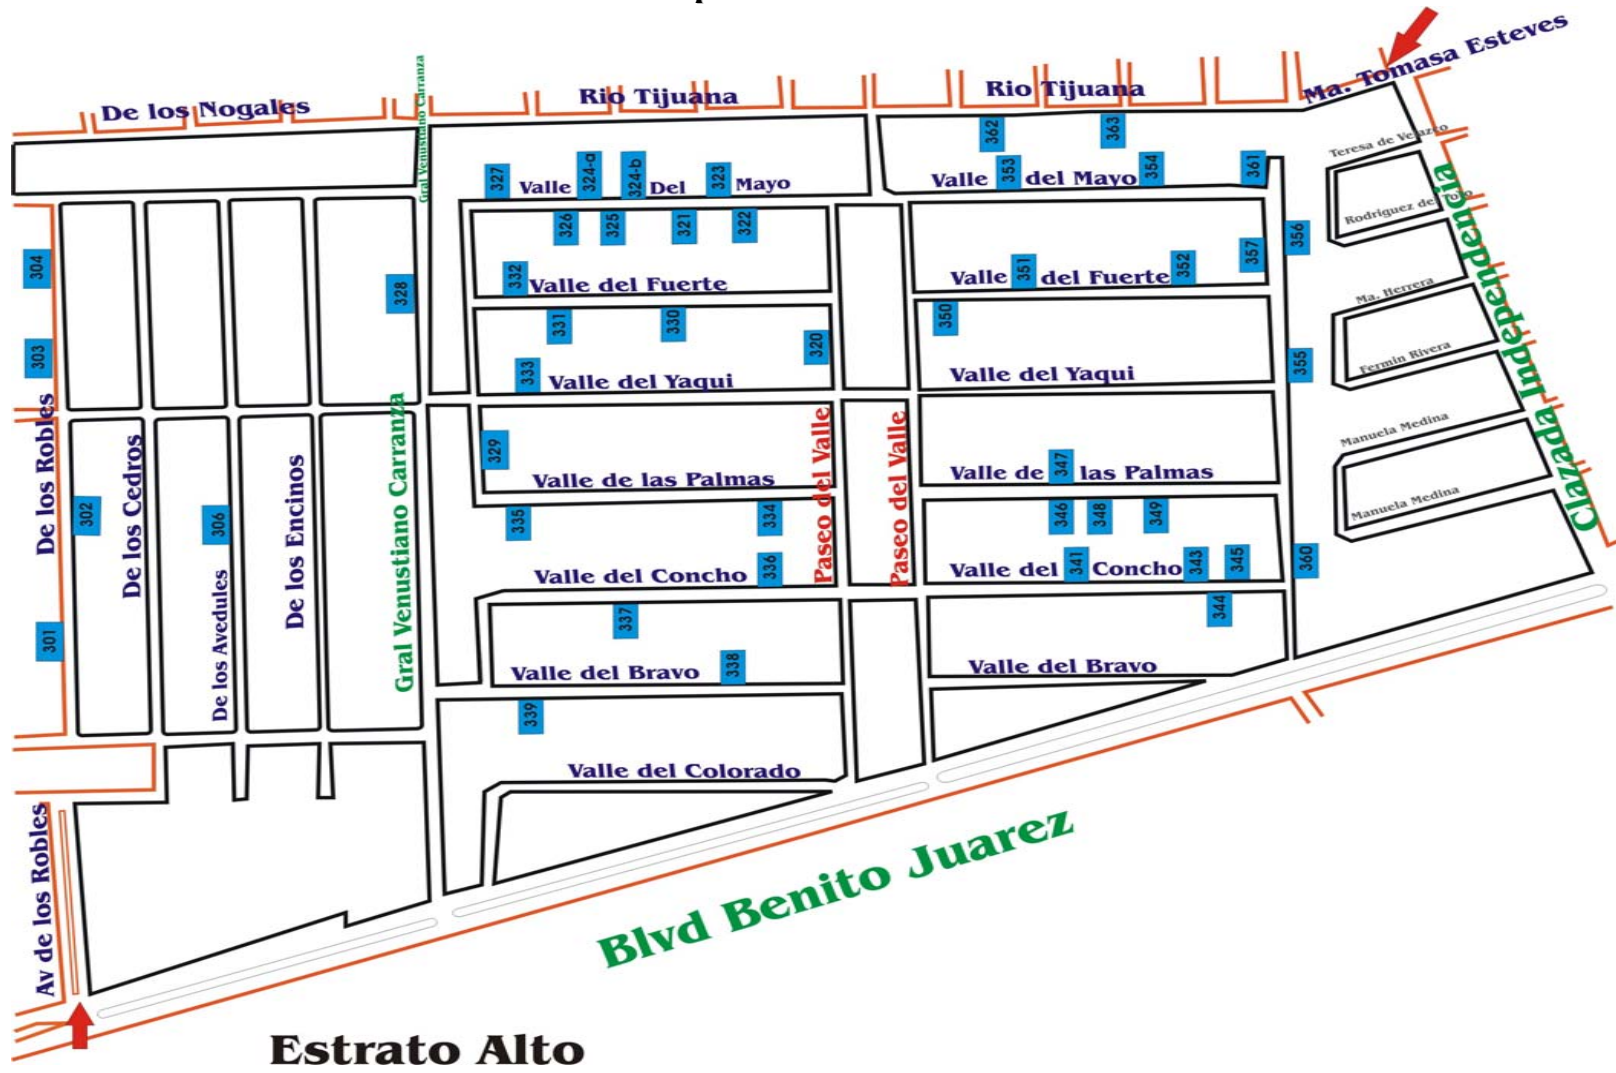 Ma. Tomasa Esteves
De los Nogales
Gral Venustiano Carranza
Rio Tijuana
Rio Tijuana
362
363
Teresa de Velazco
327
Valle 324-a 324-b Del 323 Mayo
Valle 353 del Mayo 154
361
Rodriguez de
326
325
321
322
356
357
304
328
332
Valle del Fuerte
Valle 351 del Fuerte 352
Ma. Herrera
303
331
330
320
350
355
Fermin Rivera
333
Valle del Yaqui
Valle del Yaqui
De los Robles
De los Cedros
De los Encinos
Gral Venustiano Carranza
329
Valle de las Palmas
Paseo del Valle
Paseo del Valle
Valle de 347 las Palmas
Manuela Medina
Manuela Medina
Clazada Independencia
302
306
335
334
346
348
349
Valle del Concho 336
Valle del 341 Concho 343 345
360
De los Avedules
301
337
344
Valle del Bravo 338
Valle del Bravo
339
Valle del Colorado
Av de los Robles
Blvd Benito Juarez
Estrato Alto